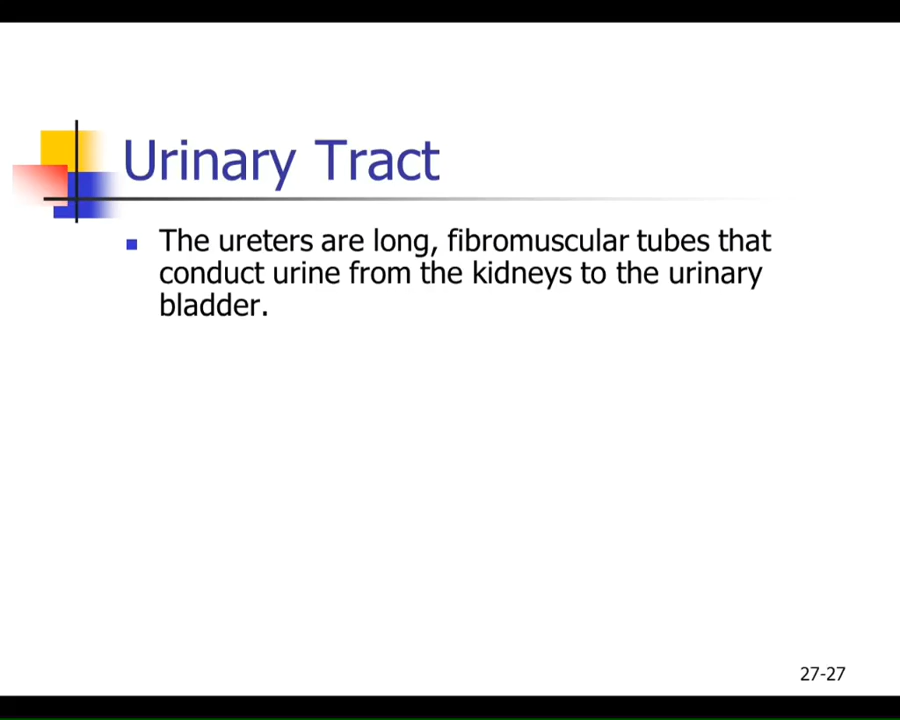 Urinary Tract
The ureters are long, fibromuscular tubes that
conduct urine from the kidneys to the urinary
bladder.
27-27